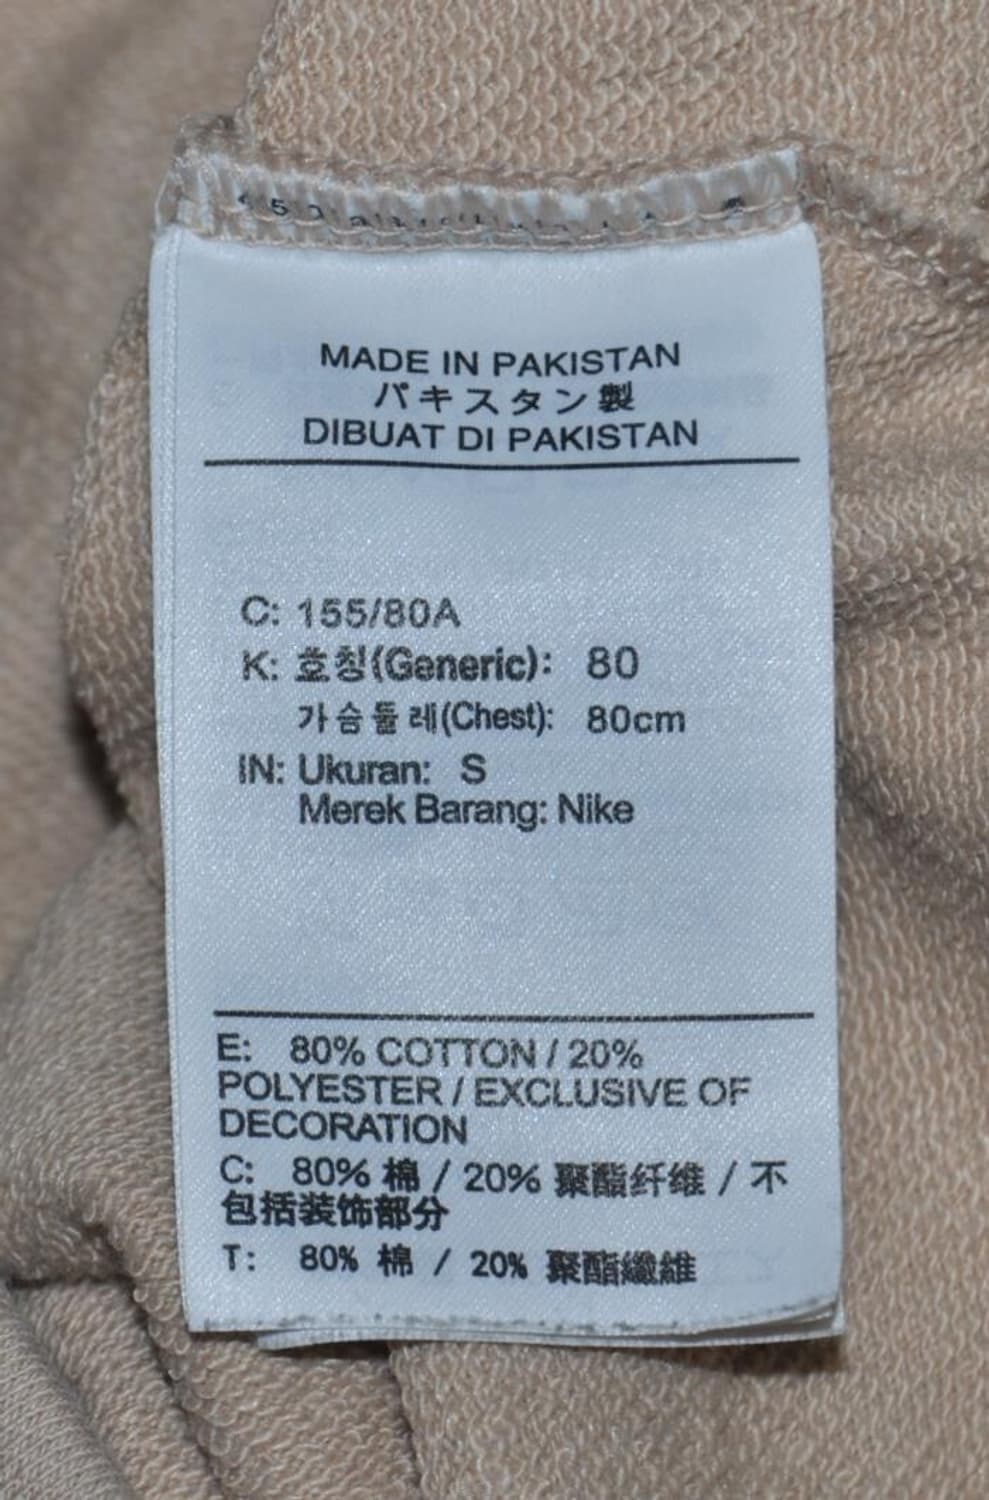 MADE IN PAKISTAN
パキスタン製
DIBUAT DI PAKISTAN
C: 155/80A
K: 호칭(Generic): 80
가슴둘레(Chest): 80cm
IN: Ukuran: S
Merek Barang: Nike
E: 80% COTTON / 20%
POLYESTER / EXCLUSIVE OF
DECORATION
C: 80% 棉 / 20% 聚酯纤维 / 不
包括装饰部分
T: 80% 棉 / 20% 聚酯纖維